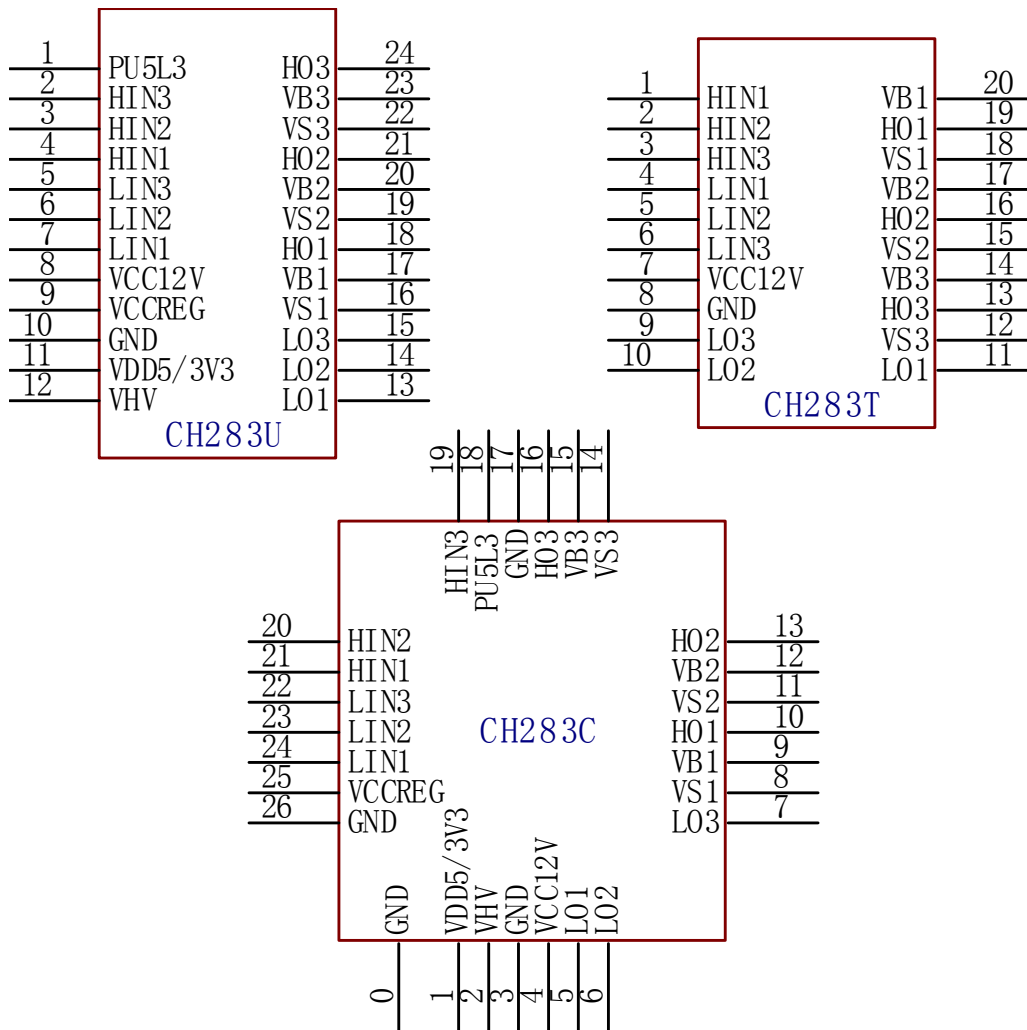 1 PU5L3 HO3 24
2 HIN3 VB3 23
3 HIN2 VS3 22
4 HIN1 HO2 21
5 LIN3 VB2 20
6 LIN2 VS2 19
7 LIN1 HO1 18
8 VCC12V VB1 17
9 VCCREG VS1 16
10 GND LO3 15
11 VDD5/3V3 LO2 14
12 VHV LO1 13
CH283U
1 HIN1 VB1 20
2 HIN2 HO1 19
3 HIN3 VS1 18
4 LIN1 VB2 17
5 LIN2 HO2 16
6 LIN3 VS2 15
7 VCC12V VB3 14
8 GND HO3 13
9 LO3 VS3 12
10 LO2 LO1 11
CH283T
19 HIN3
18 PU5L3
17 GND
16 HO3
15 VB3
14 VS3
20 HIN2 HO2 13
21 HIN1 VB2 12
22 LIN3 VS2 11
23 LIN2 HO1 10
24 LIN1 VB1 9
25 VCCREG VS1 8
26 GND LO3 7
CH283C
0 GND
1 VDD5/3V3
2 VHV
3 GND
4 VCC12V
5 LO1
6 LO2